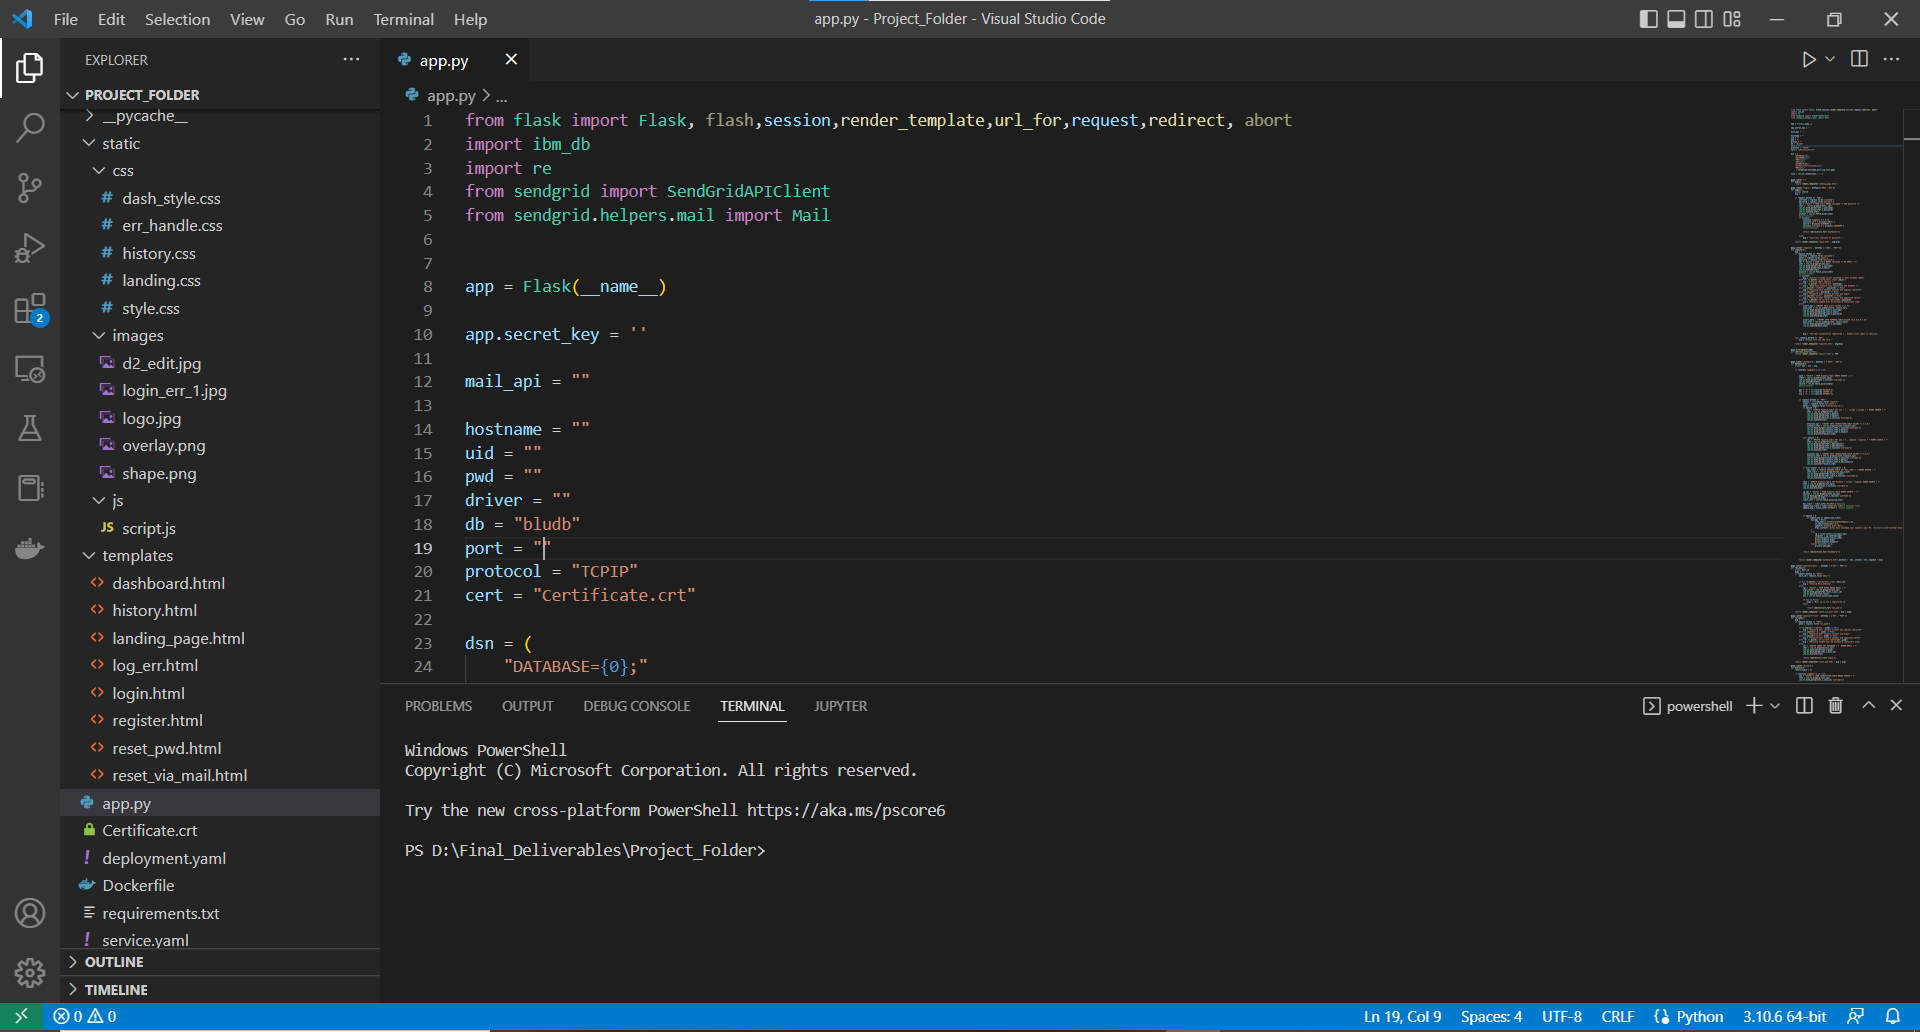 File Edit Selection View Go Run Terminal Help
app.py - Project_Folder - Visual Studio Code
EXPLORER
PROJECT_FOLDER
__pycache__
static
css
# dash_style.css
# err_handle.css
# history.css
# landing.css
# style.css
images
d2_edit.jpg
login_err_1.jpg
logo.jpg
overlay.png
shape.png
js
JS script.js
templates
<> dashboard.html
<> history.html
<> landing_page.html
<> log_err.html
<> login.html
<> register.html
<> reset_pwd.html
<> reset_via_mail.html
app.py
Certificate.crt
! deployment.yaml
Dockerfile
requirements.txt
! service.yaml
OUTLINE
TIMELINE
2
app.py
app.py > ...
1 from flask import Flask, flash,session,render_template,url_for,request,redirect, abort
2 import ibm_db
3 import re
4 from sendgrid import SendGridAPIClient
5 from sendgrid.helpers.mail import Mail
6
7
8 app = Flask(__name__)
9
10 app.secret_key = ''
11
12 mail_api = ""
13
14 hostname = ""
15 uid = ""
16 pwd = ""
17 driver = ""
18 db = "bludb"
19 port = ""
20 protocol = "TCPIP"
21 cert = "Certificate.crt"
22
23 dsn = (
24 "DATABASE={0};"
PROBLEMS OUTPUT DEBUG CONSOLE TERMINAL JUPYTER
powershell
Windows PowerShell
Copyright (C) Microsoft Corporation. All rights reserved.
Try the new cross-platform PowerShell https://aka.ms/pscore6
PS D:\Final_Deliverables\Project_Folder>
0 0
Ln 19, Col 9 Spaces: 4 UTF-8 CRLF Python 3.10.6 64-bit